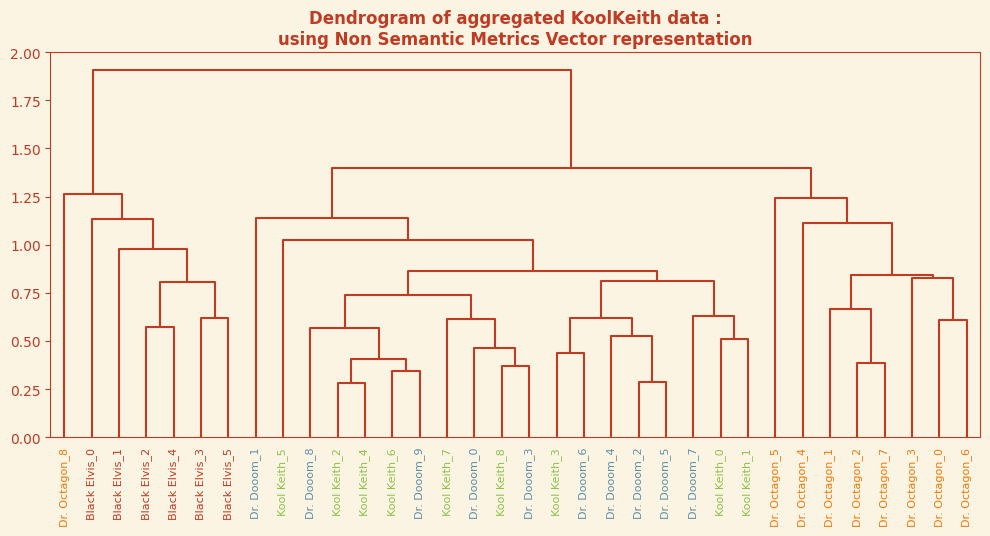 Dendrogram of aggregated KoolKeith data :
using Non Semantic Metrics Vector representation
2.00
1.75
1.50
1.25
1.00
0.75
0.50
0.25
0.00
Dr. Octagon_8
Black Elvis_0
Black Elvis_1
Black Elvis_2
Black Elvis_4
Black Elvis_3
Black Elvis_5
Dr. Dooom_1
Kool Keith_5
Dr. Dooom_8
Kool Keith_2
Kool Keith_4
Kool Keith_6
Dr. Dooom_9
Kool Keith_7
Dr. Dooom_0
Kool Keith_8
Dr. Dooom_3
Kool Keith_3
Dr. Dooom_6
Dr. Dooom_4
Dr. Dooom_2
Dr. Dooom_5
Dr. Dooom_7
Kool Keith_0
Kool Keith_1
Dr. Octagon_5
Dr. Octagon_4
Dr. Octagon_1
Dr. Octagon_2
Dr. Octagon_7
Dr. Octagon_3
Dr. Octagon_0
Dr. Octagon_6